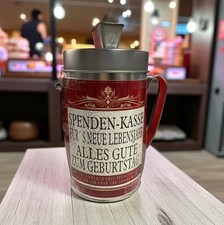 SPENDEN-KASSE
FÜR'S NEUE LEBENSJAHR
ALLES GUTE
ZUM GEBURTSTAG